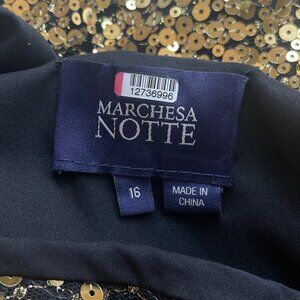 12736996
MARCHESA
NOTTE
16
MADE IN
CHINA